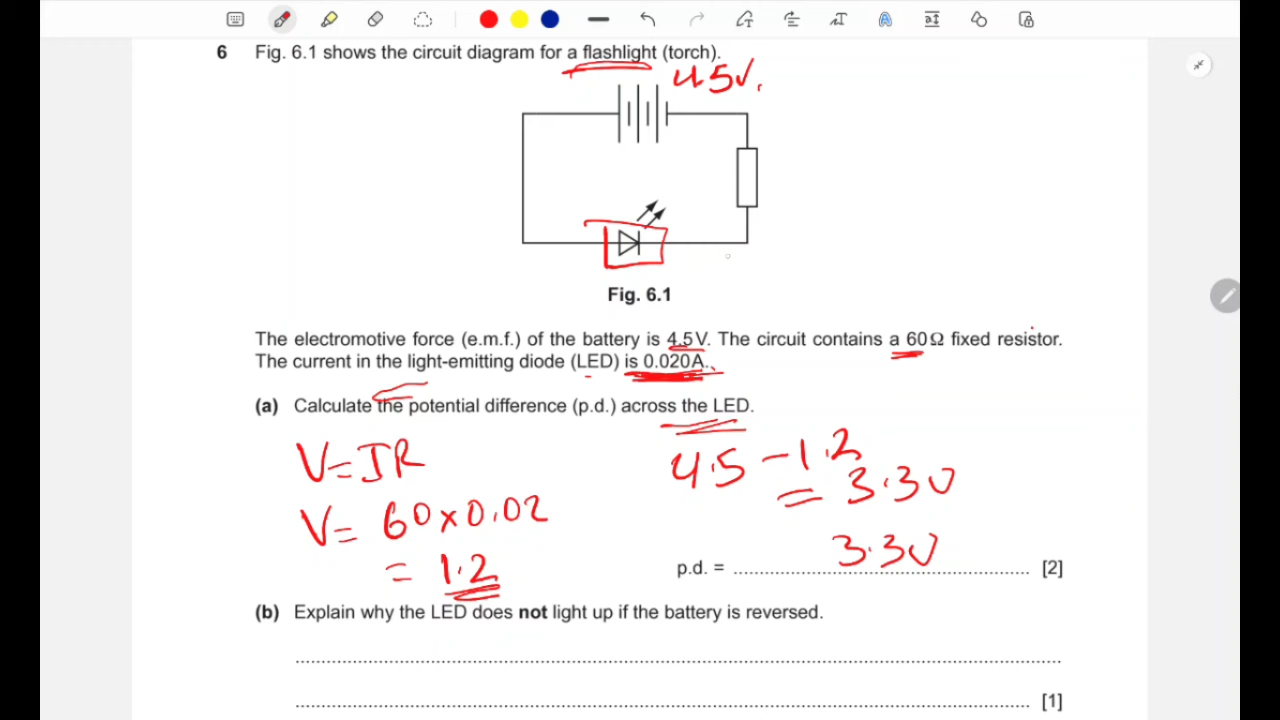 6 Fig. 6.1 shows the circuit diagram for a flashlight (torch).
4.5V.
Fig. 6.1
The electromotive force (e.m.f.) of the battery is 4.5V. The circuit contains a 60Ω fixed resistor.
The current in the light-emitting diode (LED) is 0.020A.
(a) Calculate the potential difference (p.d.) across the LED.
V=IR
4.5 - 1.2
= 3.3V
V= 60×0.02
= 1.2
3.3V
p.d. = ............................................................ [2]
(b) Explain why the LED does not light up if the battery is reversed.
..........................................................................................................................................
..................................................................................................................................... [1]